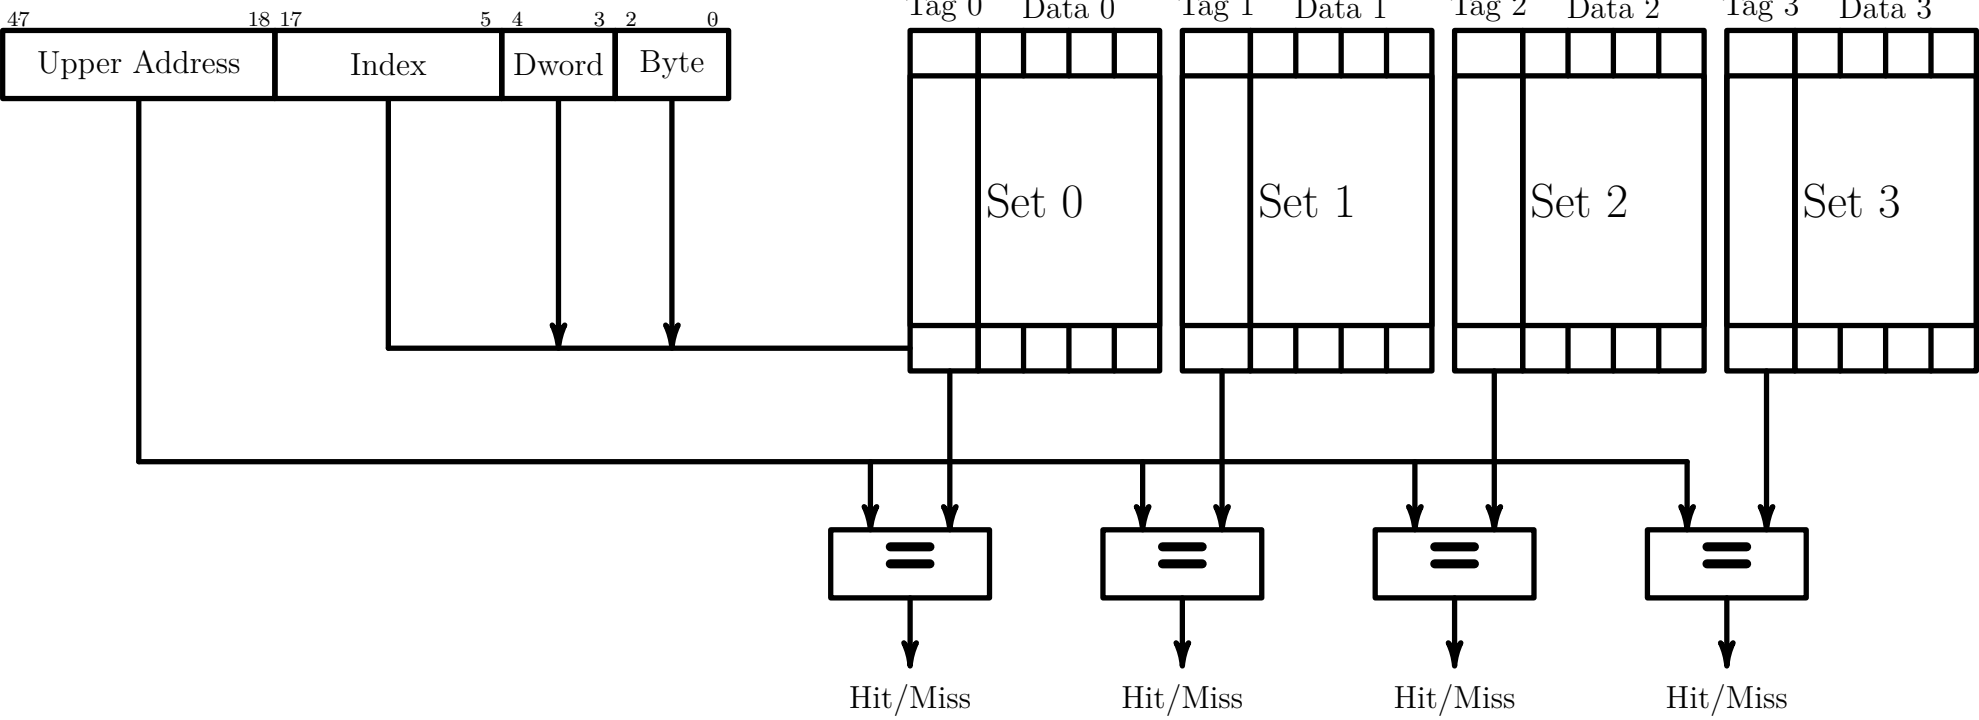 47 18 17 5 4 3 2 0
Upper Address Index Dword Byte
Tag 0 Data 0 Tag 1 Data 1 Tag 2 Data 2 Tag 3 Data 3
Set 0 Set 1 Set 2 Set 3
= = = =
Hit/Miss Hit/Miss Hit/Miss Hit/Miss